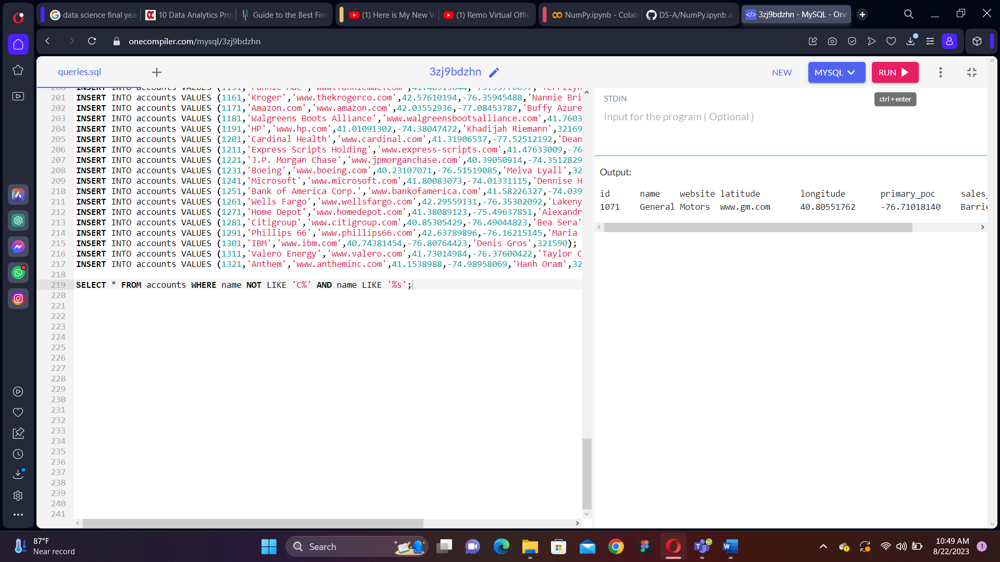 data science final yea
10 Data Analytics Proj
Guide to the Best Fina
(1) Here is My New Vi
(1) Remo Virtual Offic
NumPy.ipynb - Colab
DS-A/NumPy.ipynb a
3zj9bdzhn - MySQL - One
onecompiler.com/mysql/3zj9bdzhn
queries.sql
3zj9bdzhn
NEW
MYSQL
RUN
ctrl + enter
201 INSERT INTO accounts VALUES (1161,'Kroger','www.thekrogerco.com',42.57610194,-76.35945488,'Nannie Bri
202 INSERT INTO accounts VALUES (1171,'Amazon.com','www.amazon.com',42.03552936,-77.08453787,'Buffy Azure
203 INSERT INTO accounts VALUES (1181,'Walgreens Boots Alliance','www.walgreensbootsalliance.com',41.7603
204 INSERT INTO accounts VALUES (1191,'HP','www.hp.com',41.01091302,-74.38047472,'Khadijah Riemann',32169
205 INSERT INTO accounts VALUES (1201,'Cardinal Health','www.cardinal.com',41.31906537,-77.52512192,'Dean
206 INSERT INTO accounts VALUES (1211,'Express Scripts Holding','www.express-scripts.com',41.47633009,-76
207 INSERT INTO accounts VALUES (1221,'J.P. Morgan Chase','www.jpmorganchase.com',40.39050914,-74.3512829
208 INSERT INTO accounts VALUES (1231,'Boeing','www.boeing.com',40.23107071,-76.51519085,'Melva Lyall',32
209 INSERT INTO accounts VALUES (1241,'Microsoft','www.microsoft.com',41.80083073,-74.01331115,'Dennise H
210 INSERT INTO accounts VALUES (1251,'Bank of America Corp.','www.bankofamerica.com',41.58226327,-74.039
211 INSERT INTO accounts VALUES (1261,'Wells Fargo','www.wellsfargo.com',42.29559131,-76.35302092,'Lakeny
212 INSERT INTO accounts VALUES (1271,'Home Depot','www.homedepot.com',41.38089123,-75.49637851,'Alexandr
213 INSERT INTO accounts VALUES (1281,'Citigroup','www.citigroup.com',40.85305429,-76.49044823,'Bea Sera'
214 INSERT INTO accounts VALUES (1291,'Phillips 66','www.phillips66.com',42.63789896,-76.16215145,'Maria
215 INSERT INTO accounts VALUES (1301,'IBM','www.ibm.com',40.74381454,-76.80764423,'Denis Gros',321590);
216 INSERT INTO accounts VALUES (1311,'Valero Energy','www.valero.com',41.73014984,-76.37600422,'Taylor C
217 INSERT INTO accounts VALUES (1321,'Anthem','www.antheminc.com',41.1538988,-74.98958069,'Hanh Oram',32
218
219 SELECT * FROM accounts WHERE name NOT LIKE 'C%' AND name LIKE '%s';
220
221
222
223
224
225
226
227
228
229
230
231
232
233
234
235
236
237
238
239
240
241
STDIN
Input for the program ( Optional )
Output:
id name website latitude longitude primary_poc sales_
1071 General Motors www.gm.com 40.80551762 -76.71018140 Barrie
87°F
Near record
Search
10:49 AM
8/22/2023
1